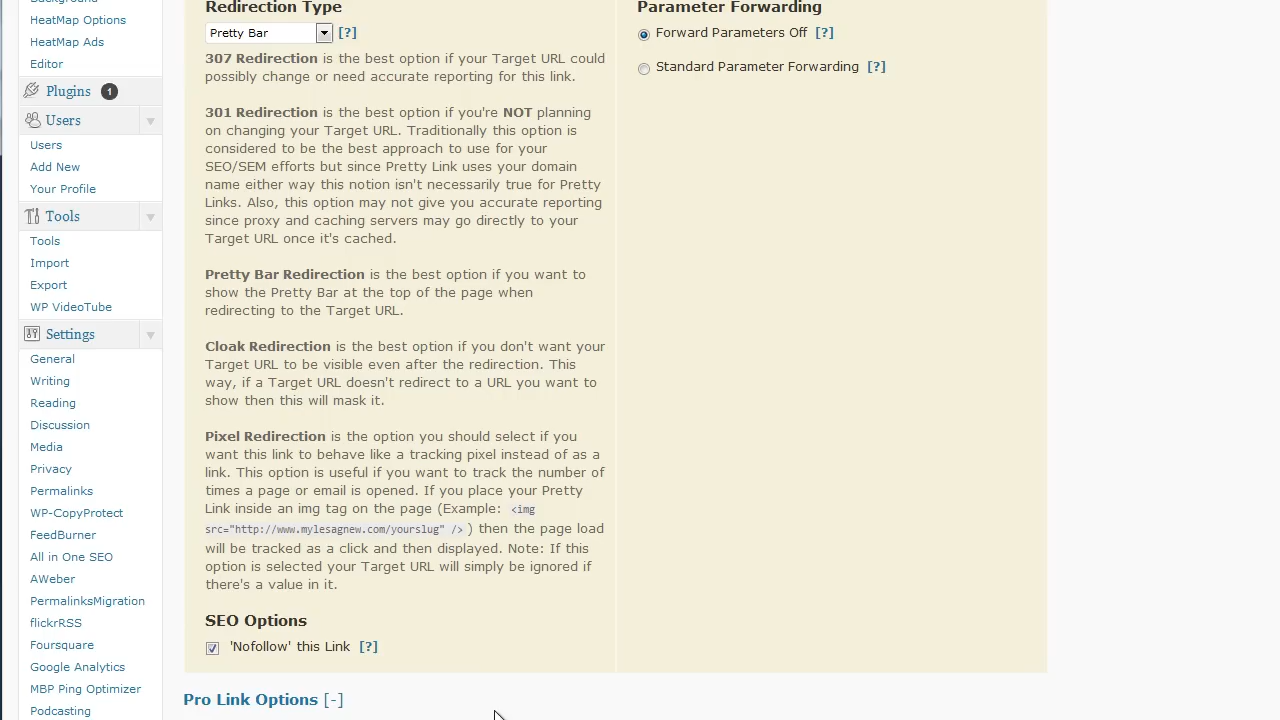 Background
HeatMap Options
HeatMap Ads
Editor
Plugins 1
Users
Users
Add New
Your Profile
Tools
Tools
Import
Export
WP VideoTube
Settings
General
Writing
Reading
Discussion
Media
Privacy
Permalinks
WP-CopyProtect
FeedBurner
All in One SEO
AWeber
PermalinksMigration
flickrRSS
Foursquare
Google Analytics
MBP Ping Optimizer
Podcasting
Redirection Type
Pretty Bar [?]
307 Redirection is the best option if your Target URL could
possibly change or need accurate reporting for this link.
301 Redirection is the best option if you're NOT planning
on changing your Target URL. Traditionally this option is
considered to be the best approach to use for your
SEO/SEM efforts but since Pretty Link uses your domain
name either way this notion isn't necessarily true for Pretty
Links. Also, this option may not give you accurate reporting
since proxy and caching servers may go directly to your
Target URL once it's cached.
Pretty Bar Redirection is the best option if you want to
show the Pretty Bar at the top of the page when
redirecting to the Target URL.
Cloak Redirection is the best option if you don't want your
Target URL to be visible even after the redirection. This
way, if a Target URL doesn't redirect to a URL you want to
show then this will mask it.
Pixel Redirection is the option you should select if you
want this link to behave like a tracking pixel instead of as a
link. This option is useful if you want to track the number of
times a page or email is opened. If you place your Pretty
Link inside an img tag on the page (Example: <img
src="http://www.mylesagnew.com/yourslug" />) then the page load
will be tracked as a click and then displayed. Note: If this
option is selected your Target URL will simply be ignored if
there's a value in it.
SEO Options
'Nofollow' this Link [?]
Parameter Forwarding
Forward Parameters Off [?]
Standard Parameter Forwarding [?]
Pro Link Options [-]